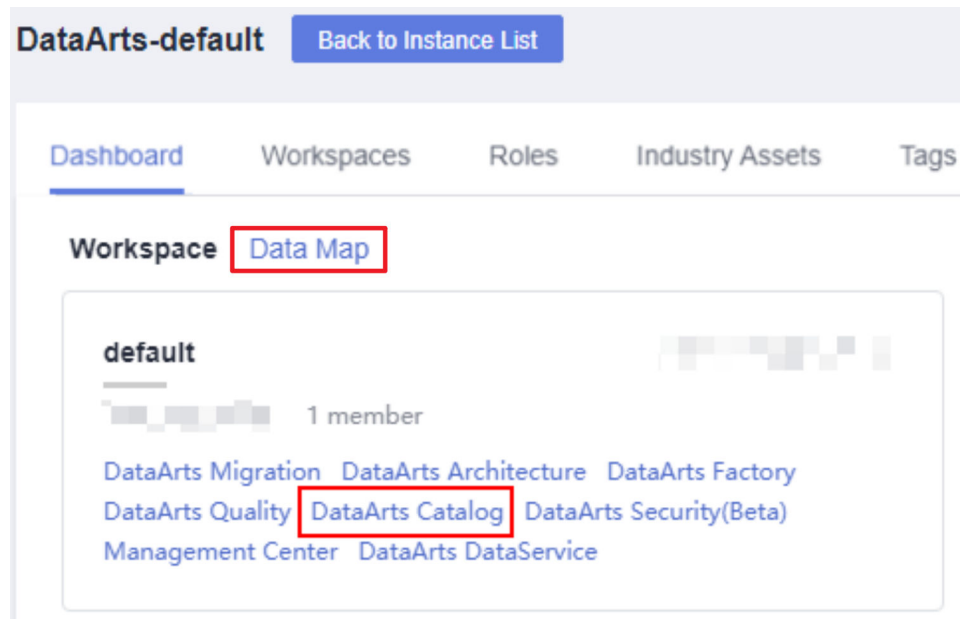 DataArts-default Back to Instance List
Dashboard Workspaces Roles Industry Assets Tags
Workspace Data Map
default
1 member
DataArts Migration DataArts Architecture DataArts Factory
DataArts Quality DataArts Catalog DataArts Security(Beta)
Management Center DataArts DataService